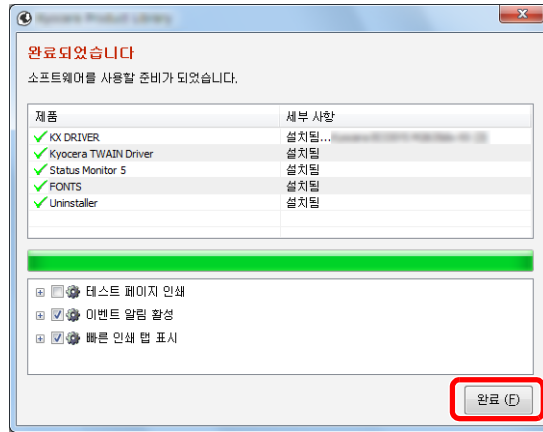 완료되었습니다
소프트웨어를 사용할 준비가 되었습니다.
제품 세부 사항
KX DRIVER 설치됨...
Kyocera TWAIN Driver 설치됨
Status Monitor 5 설치됨
FONTS 설치됨
Uninstaller 설치됨
테스트 페이지 인쇄
이벤트 알림 활성
빠른 인쇄 탭 표시
완료 (F)